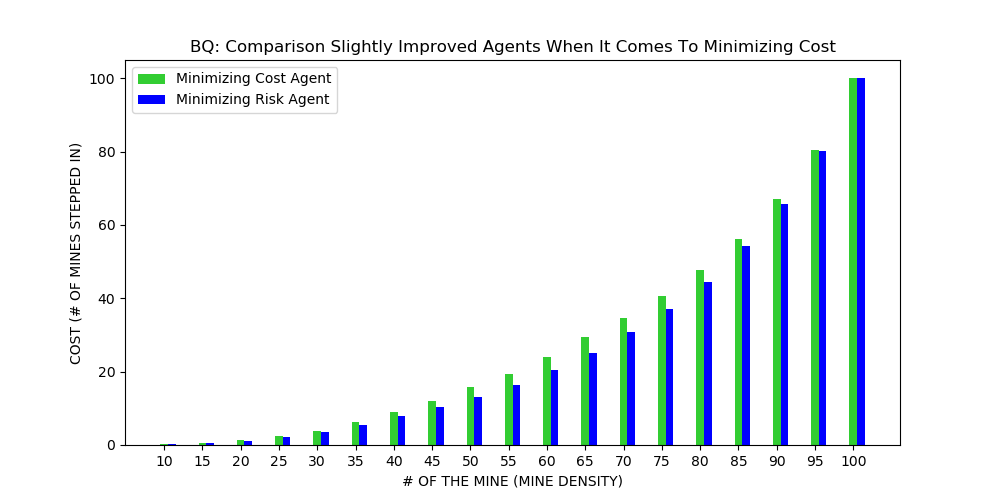 BQ: Comparison Slightly Improved Agents When It Comes To Minimizing Cost
Minimizing Cost Agent
Minimizing Risk Agent
COST (# OF MINES STEPPED IN)
100
80
60
40
20
0
10 15 20 25 30 35 40 45 50 55 60 65 70 75 80 85 90 95 100
# OF THE MINE (MINE DENSITY)